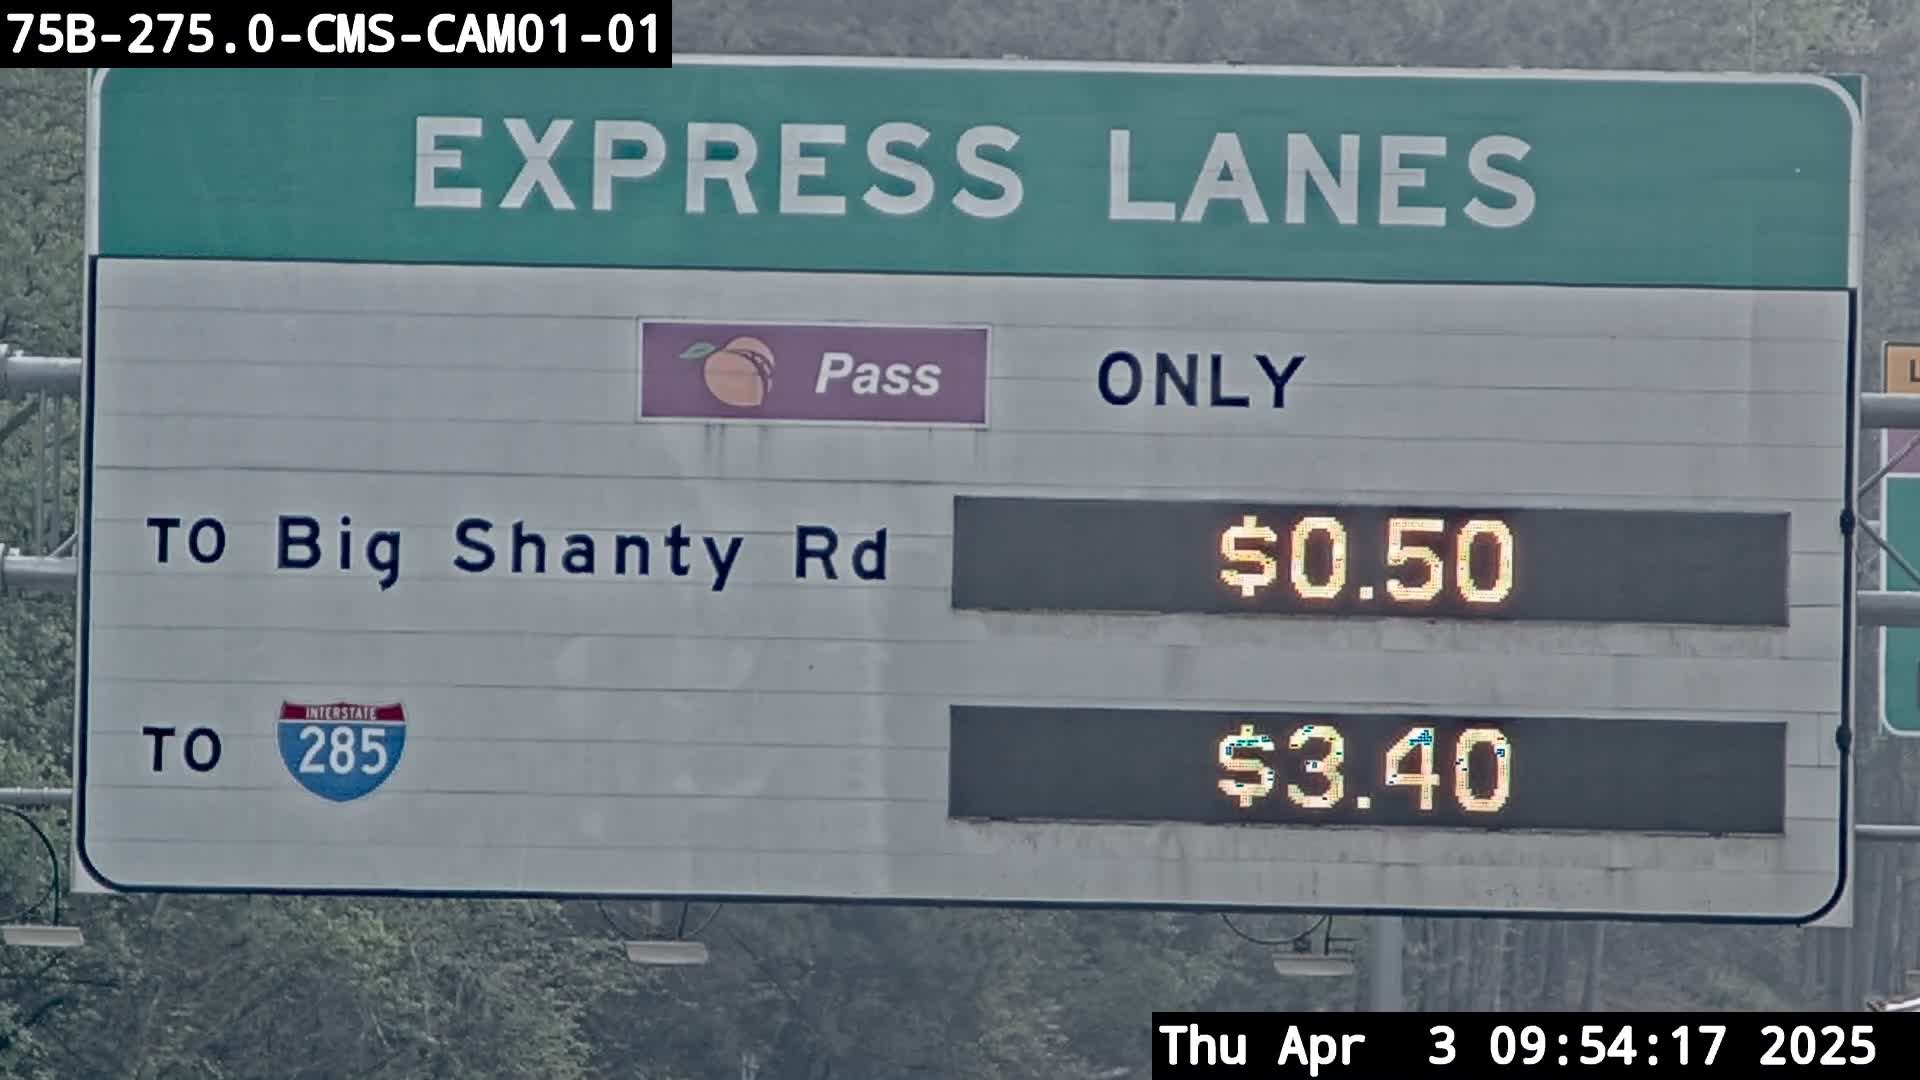 75B-275.0-CMS-CAM01-01
EXPRESS LANES
Pass ONLY
TO Big Shanty Rd $0.50
TO INTERSTATE 285 $3.40
Thu Apr 3 09:54:17 2025